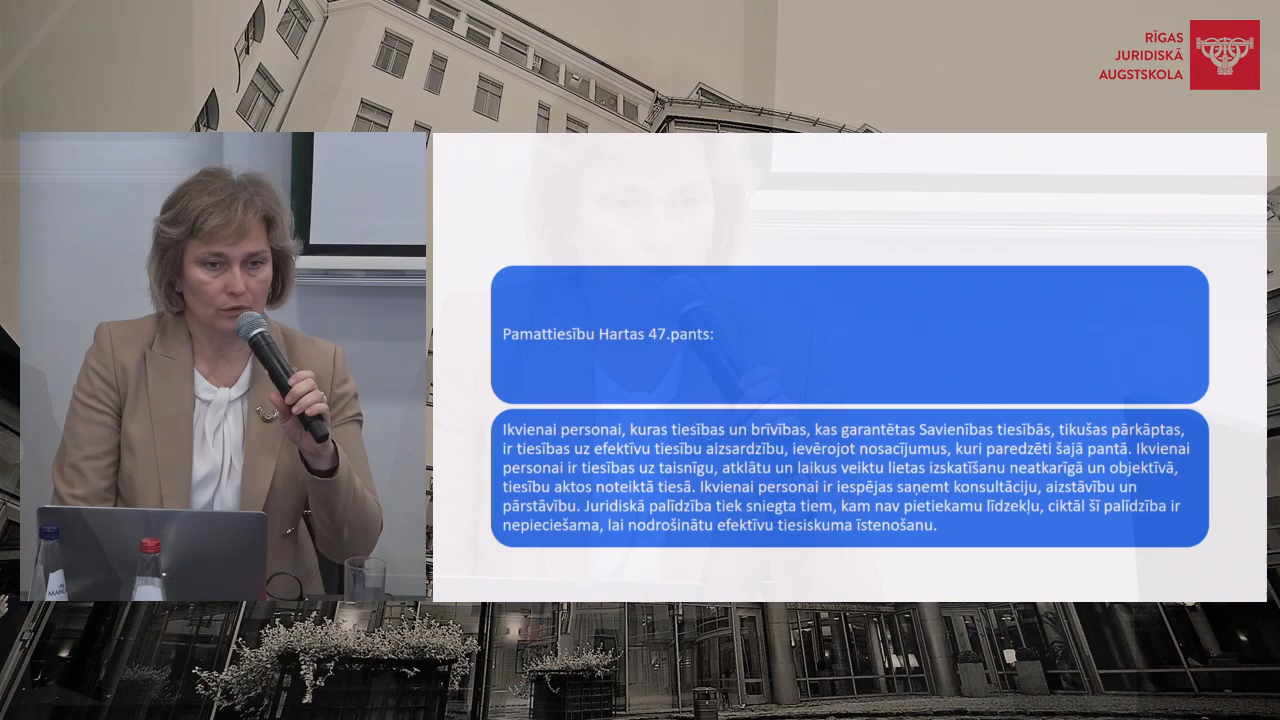 RĪGAS
JURIDISKĀ
AUGSTSKOLA
Pamattiesību Hartas 47.pants:
Ikvienai personai, kuras tiesības un brīvības, kas garantētas Savienības tiesībās, tikušas pārkāptas,
ir tiesības uz efektīvu tiesību aizsardzību, ievērojot nosacījumus, kuri paredzēti šajā pantā. Ikvienai
personai ir tiesības uz taisnīgu, atklātu un laikus veiktu lietas izskatīšanu neatkarīgā un objektīvā,
tiesību aktos noteiktā tiesā. Ikvienai personai ir iespējas saņemt konsultāciju, aizstāvību un
pārstāvību. Juridiskā palīdzība tiek sniegta tiem, kam nav pietiekamu līdzekļu, ciktāl šī palīdzība ir
nepieciešama, lai nodrošinātu efektīvu tiesiskuma īstenošanu.